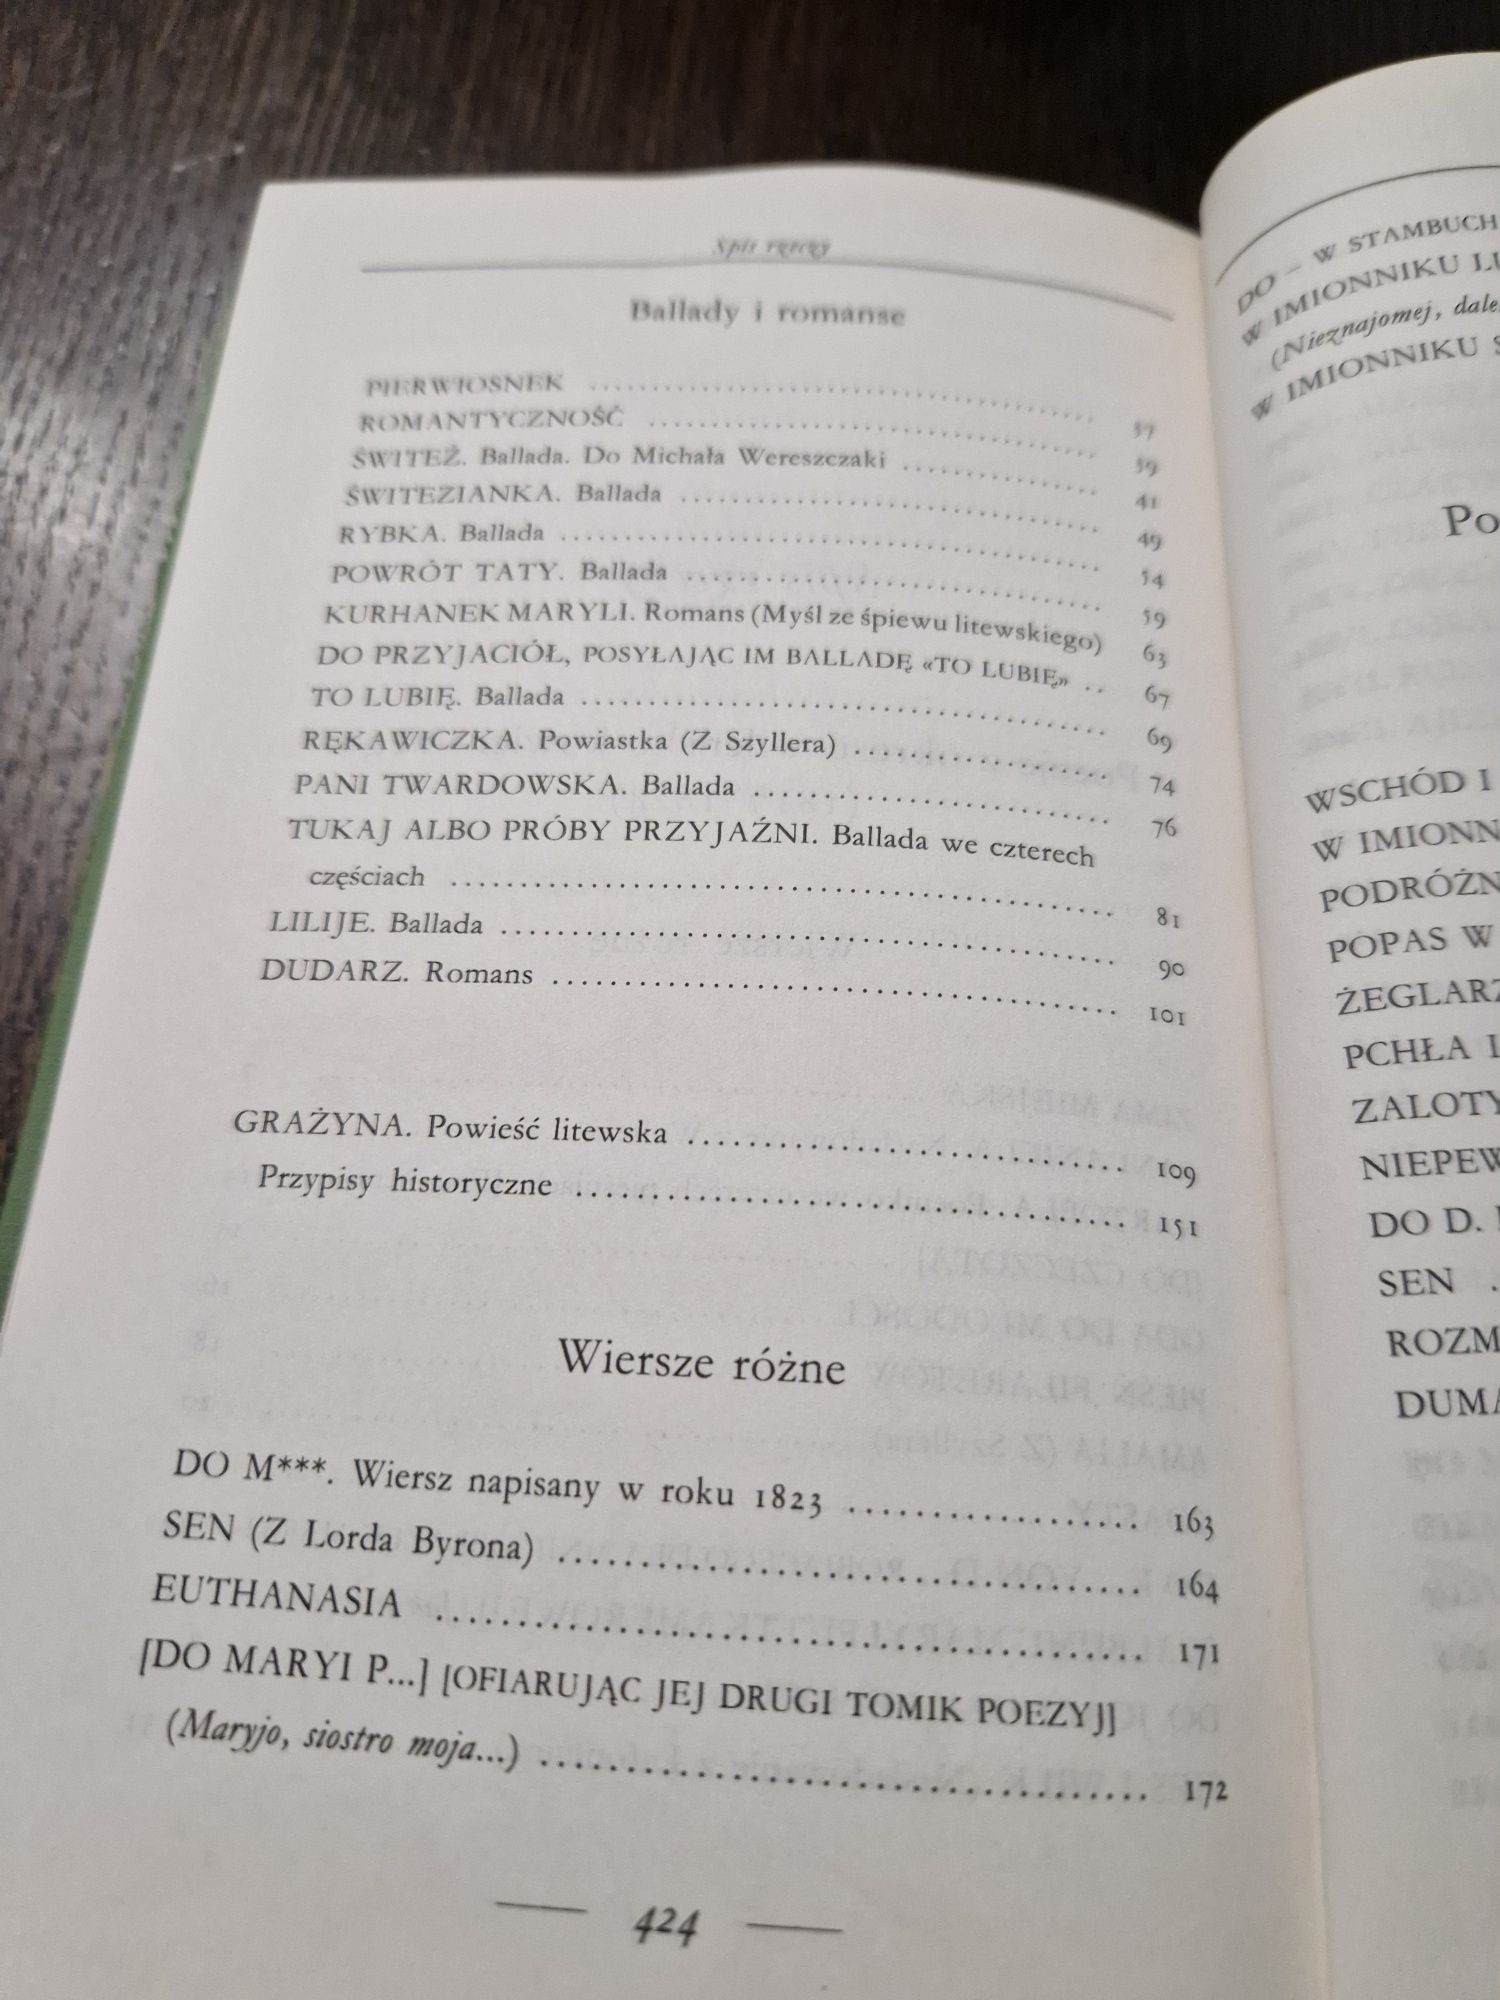 Spis rzeczy
Ballady i romanse
PIERWIOSNEK 37
ROMANTYCZNOŚĆ 39
ŚWITEŹ. Ballada. Do Michała Wereszczaki 41
ŚWITEZIANKA. Ballada 49
RYBKA. Ballada 54
POWRÓT TATY. Ballada 59
KURHANEK MARYLI. Romans (Myśl ze śpiewu litewskiego) 63
DO PRZYJACIÓŁ, POSYŁAJĄC IM BALLADĘ «TO LUBIĘ» .. 67
TO LUBIĘ. Ballada 69
RĘKAWICZKA. Powiastka (Z Szyllera) 74
PANI TWARDOWSKA. Ballada 76
TUKAJ ALBO PRÓBY PRZYJAŹNI. Ballada we czterech
częściach 81
LILIJE. Ballada 90
DUDARZ. Romans 101
GRAŻYNA. Powieść litewska 109
Przypisy historyczne 151
Wiersze różne
DO M***. Wiersz napisany w roku 1823 163
SEN (Z Lorda Byrona) 164
EUTHANASIA 171
[DO MARYI P...] [OFIARUJĄC JEJ DRUGI TOMIK POEZYJ]
(Maryjo, siostro moja...) 172
— 424 —
DO – W STAMBUCH
W IMIONNIKU LU
(Nieznajomej, dale
W IMIONNIKU S
Po
WSCHÓD I
W IMIONN
PODRÓŻN
POPAS W
ŻEGLARZ
PCHŁA I
ZALOTY
NIEPEW
DO D.
SEN .
ROZM
DUMA